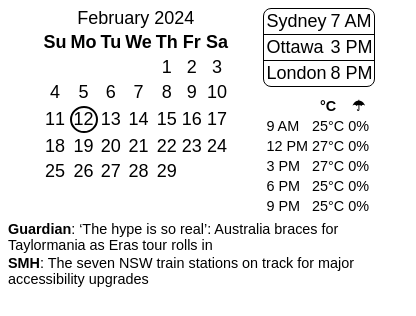 February 2024
Su Mo Tu We Th Fr Sa
1 2 3
4 5 6 7 8 9 10
11 12 13 14 15 16 17
18 19 20 21 22 23 24
25 26 27 28 29
Sydney 7 AM
Ottawa 3 PM
London 8 PM
°C ☂
9 AM 25°C 0%
12 PM 27°C 0%
3 PM 27°C 0%
6 PM 25°C 0%
9 PM 25°C 0%
Guardian: ‘The hype is so real’: Australia braces for
Taylormania as Eras tour rolls in
SMH: The seven NSW train stations on track for major
accessibility upgrades